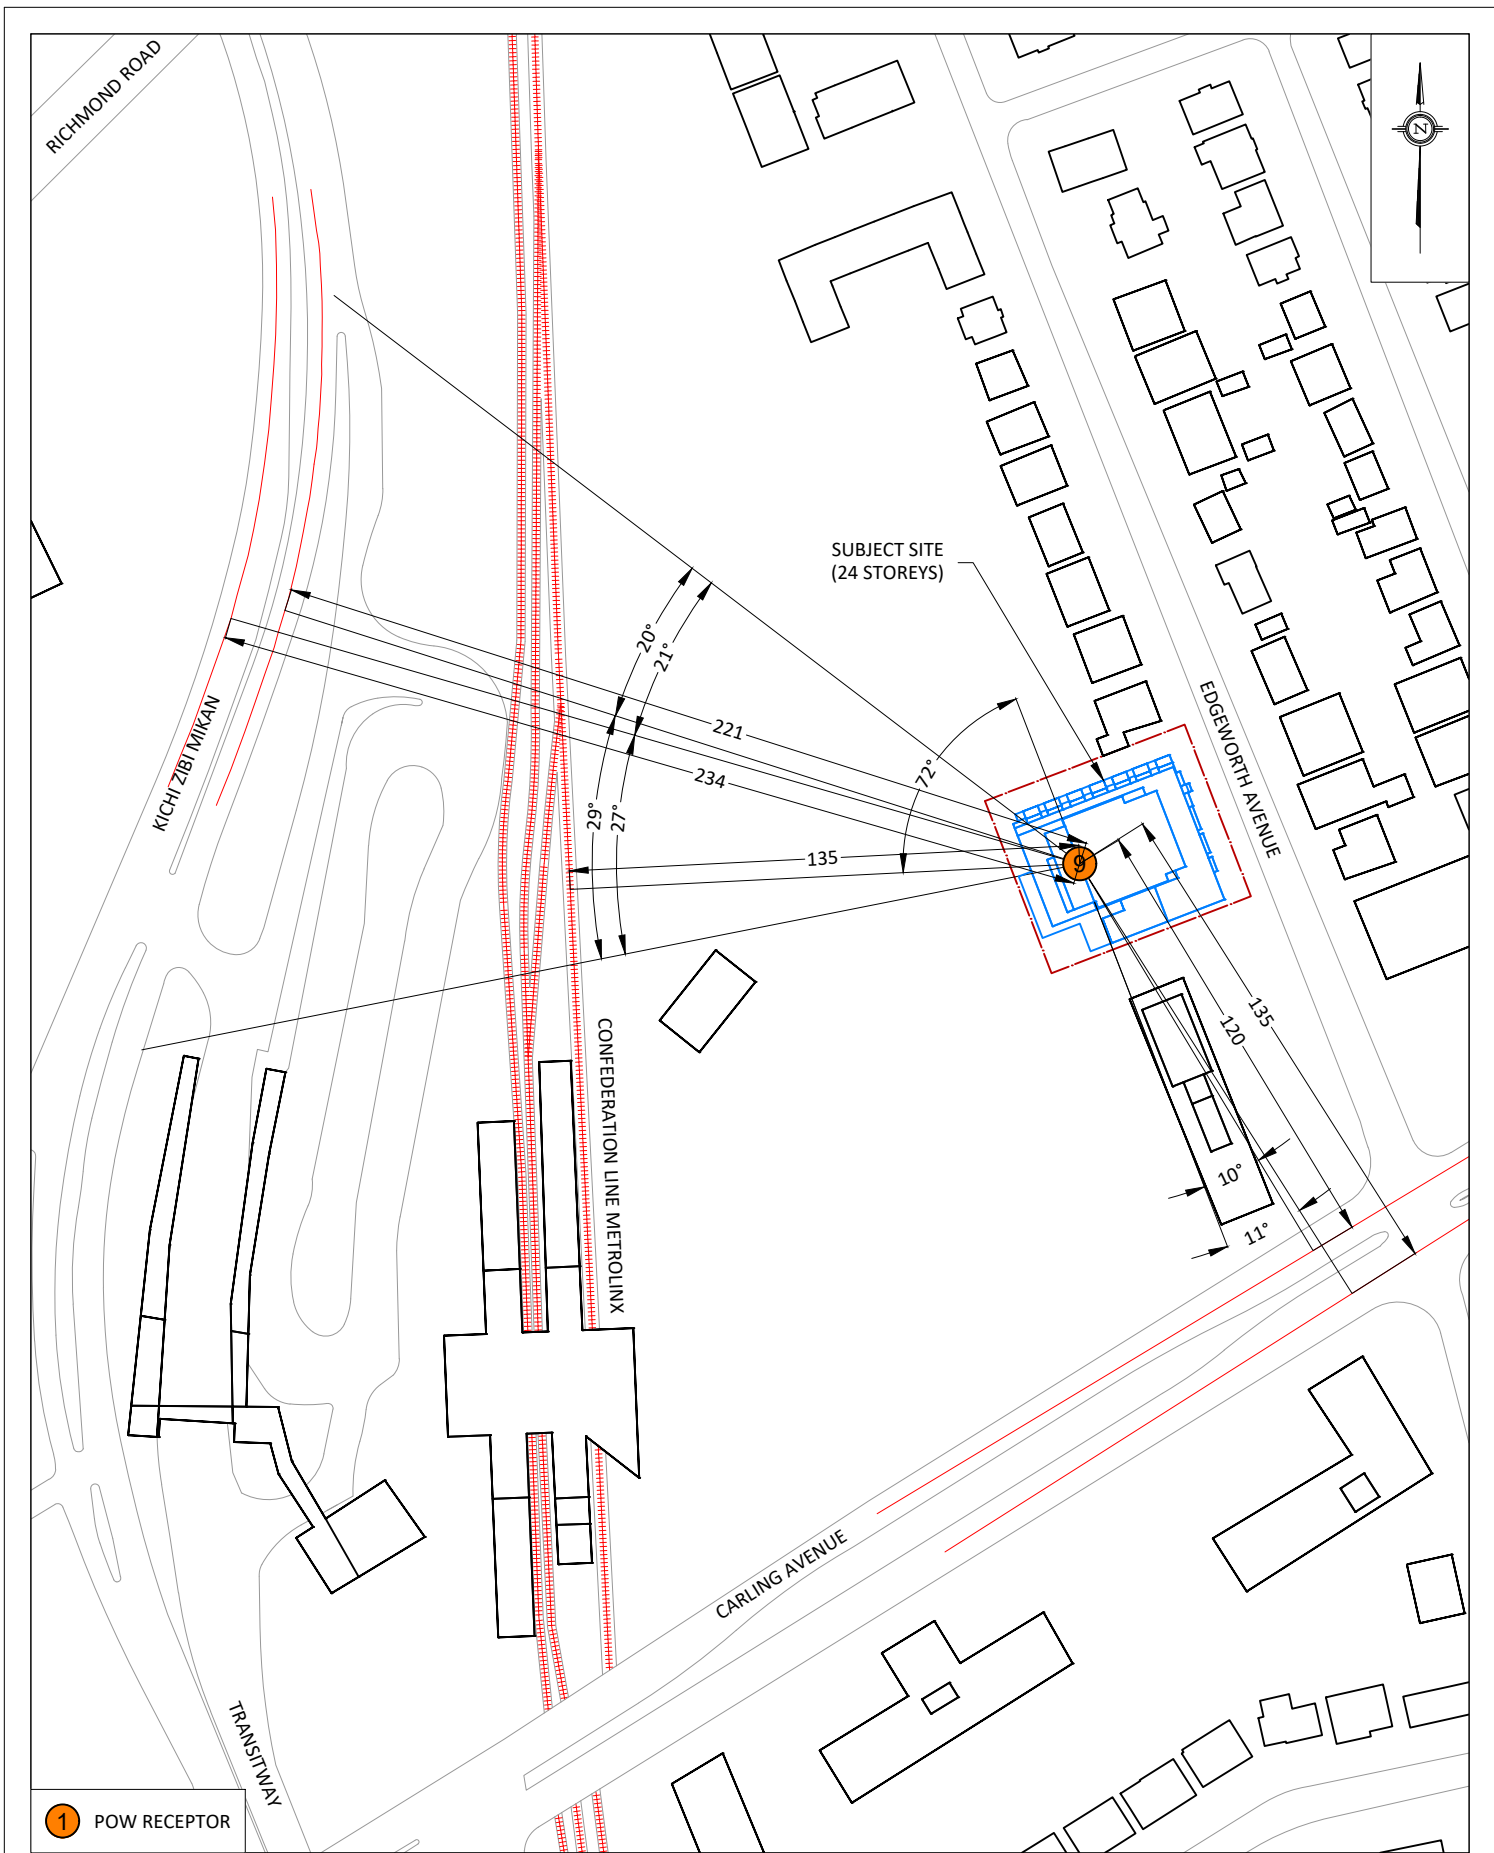 RICHMOND ROAD
N
SUBJECT SITE
(24 STOREYS)
20°
21°
EDGEWORTH AVENUE
KICHI ZIBI MIKAN
221
234
72°
29°
27°
135
9
135
120
CONFEDERATION LINE METROLINX
10°
11°
CARLING AVENUE
TRANSITWAY
1 POW RECEPTOR